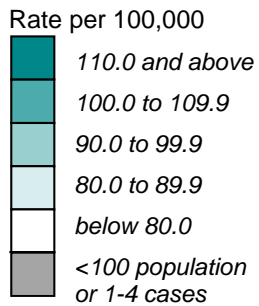 Rate per 100,000
110.0 and above
100.0 to 109.9
90.0 to 99.9
80.0 to 89.9
below 80.0
<100 population
or 1-4 cases